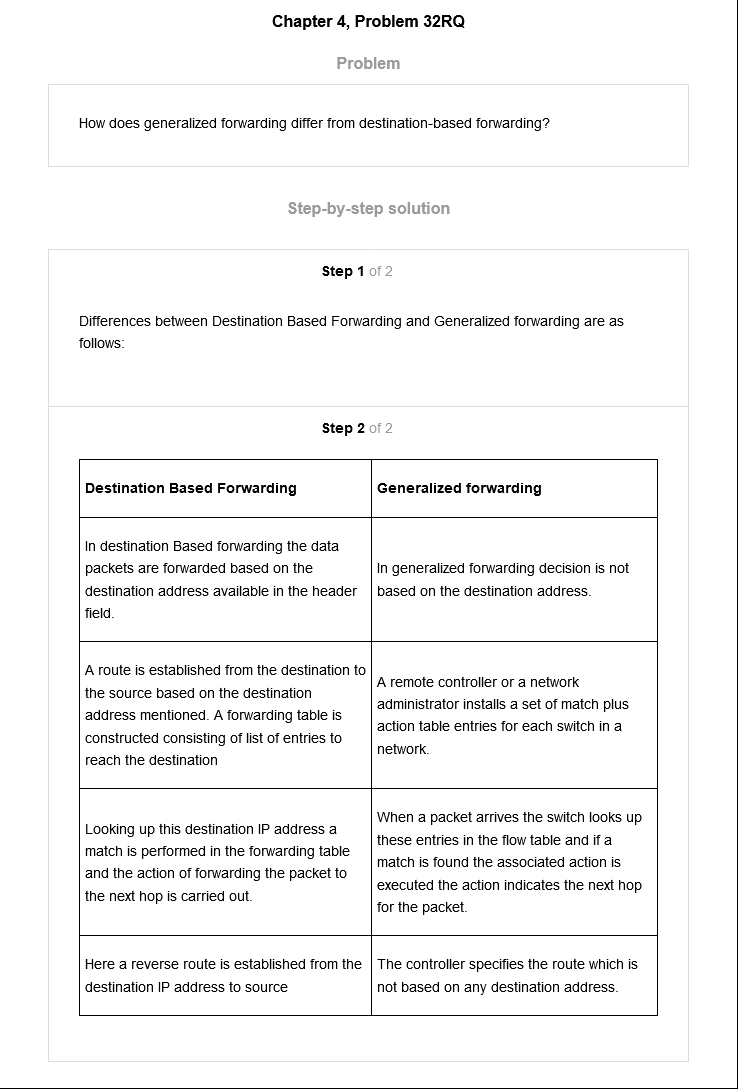 Chapter 4, Problem 32RQ
Problem
How does generalized forwarding differ from destination-based forwarding?
Step-by-step solution
Step 1 of 2
Differences between Destination Based Forwarding and Generalized forwarding are as
follows:
Step 2 of 2
Destination Based Forwarding
Generalized forwarding
In destination Based forwarding the data
packets are forwarded based on the
destination address available in the header
field.
In generalized forwarding decision is not
based on the destination address.
A route is established from the destination to
the source based on the destination
address mentioned. A forwarding table is
constructed consisting of list of entries to
reach the destination
A remote controller or a network
administrator installs a set of match plus
action table entries for each switch in a
network.
Looking up this destination IP address a
match is performed in the forwarding table
and the action of forwarding the packet to
the next hop is carried out.
When a packet arrives the switch looks up
these entries in the flow table and if a
match is found the associated action is
executed the action indicates the next hop
for the packet.
Here a reverse route is established from the
destination IP address to source
The controller specifies the route which is
not based on any destination address.